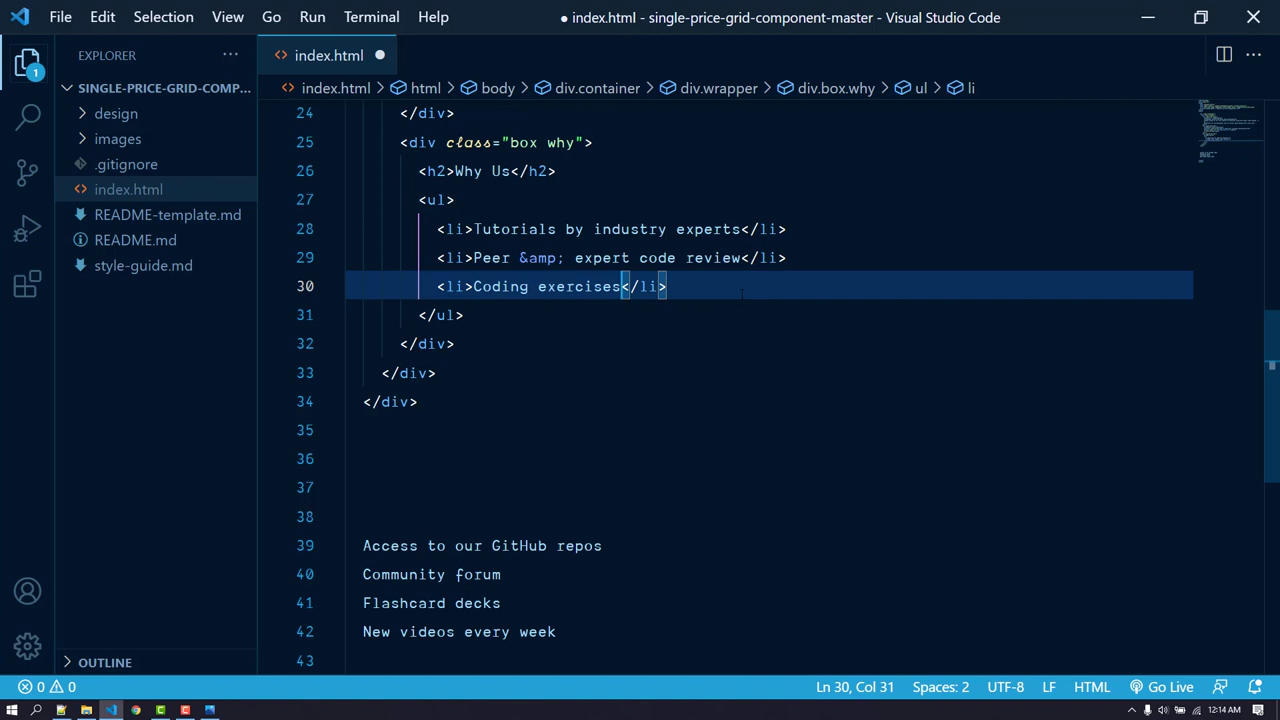 File Edit Selection View Go Run Terminal Help ● index.html - single-price-grid-component-master - Visual Studio Code
1
EXPLORER ···
SINGLE-PRICE-GRID-COMP...
design
images
.gitignore
index.html
README-template.md
README.md
style-guide.md
OUTLINE
index.html ●
index.html > html > body > div.container > div.wrapper > div.box.why > ul > li
24 </div>
25 <div class="box why">
26 <h2>Why Us</h2>
27 <ul>
28 <li>Tutorials by industry experts</li>
29 <li>Peer &amp; expert code review</li>
30 <li>Coding exercises</li>
31 </ul>
32 </div>
33 </div>
34 </div>
35
36
37
38
39 Access to our GitHub repos
40 Community forum
41 Flashcard decks
42 New videos every week
43
0 0 Ln 30, Col 31 Spaces: 2 UTF-8 LF HTML Go Live
12:14 AM